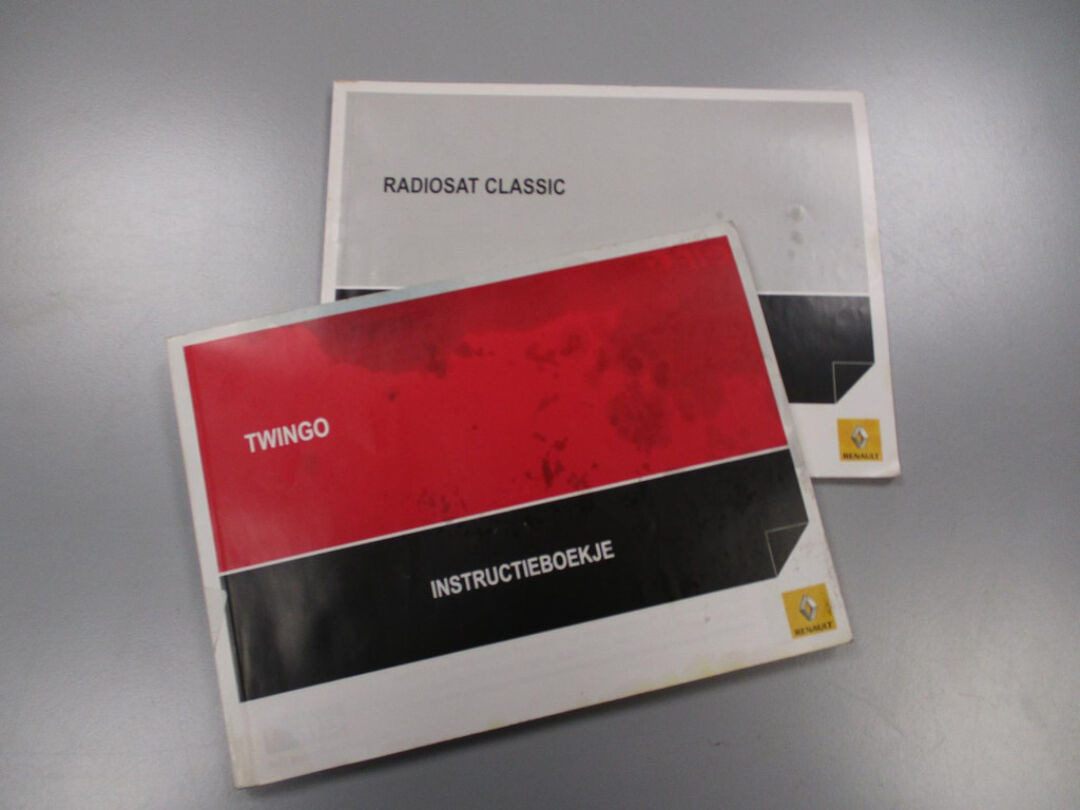 RADIOSAT CLASSIC
RENAULT
TWINGO
INSTRUCTIEBOEKJE
RENAULT